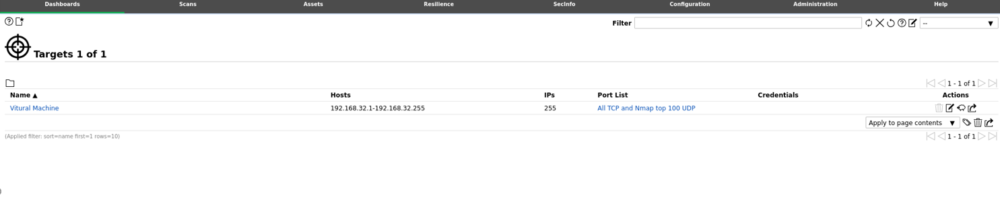 Dashboards Scans Assets Resilience SecInfo Configuration Administration Help
Filter --
Targets 1 of 1
1 - 1 of 1
Name ▲ Hosts IPs Port List Credentials Actions
Vitural Machine 192.168.32.1-192.168.32.255 255 All TCP and Nmap top 100 UDP
Apply to page contents ▼
(Applied filter: sort=name first=1 rows=10) 1 - 1 of 1